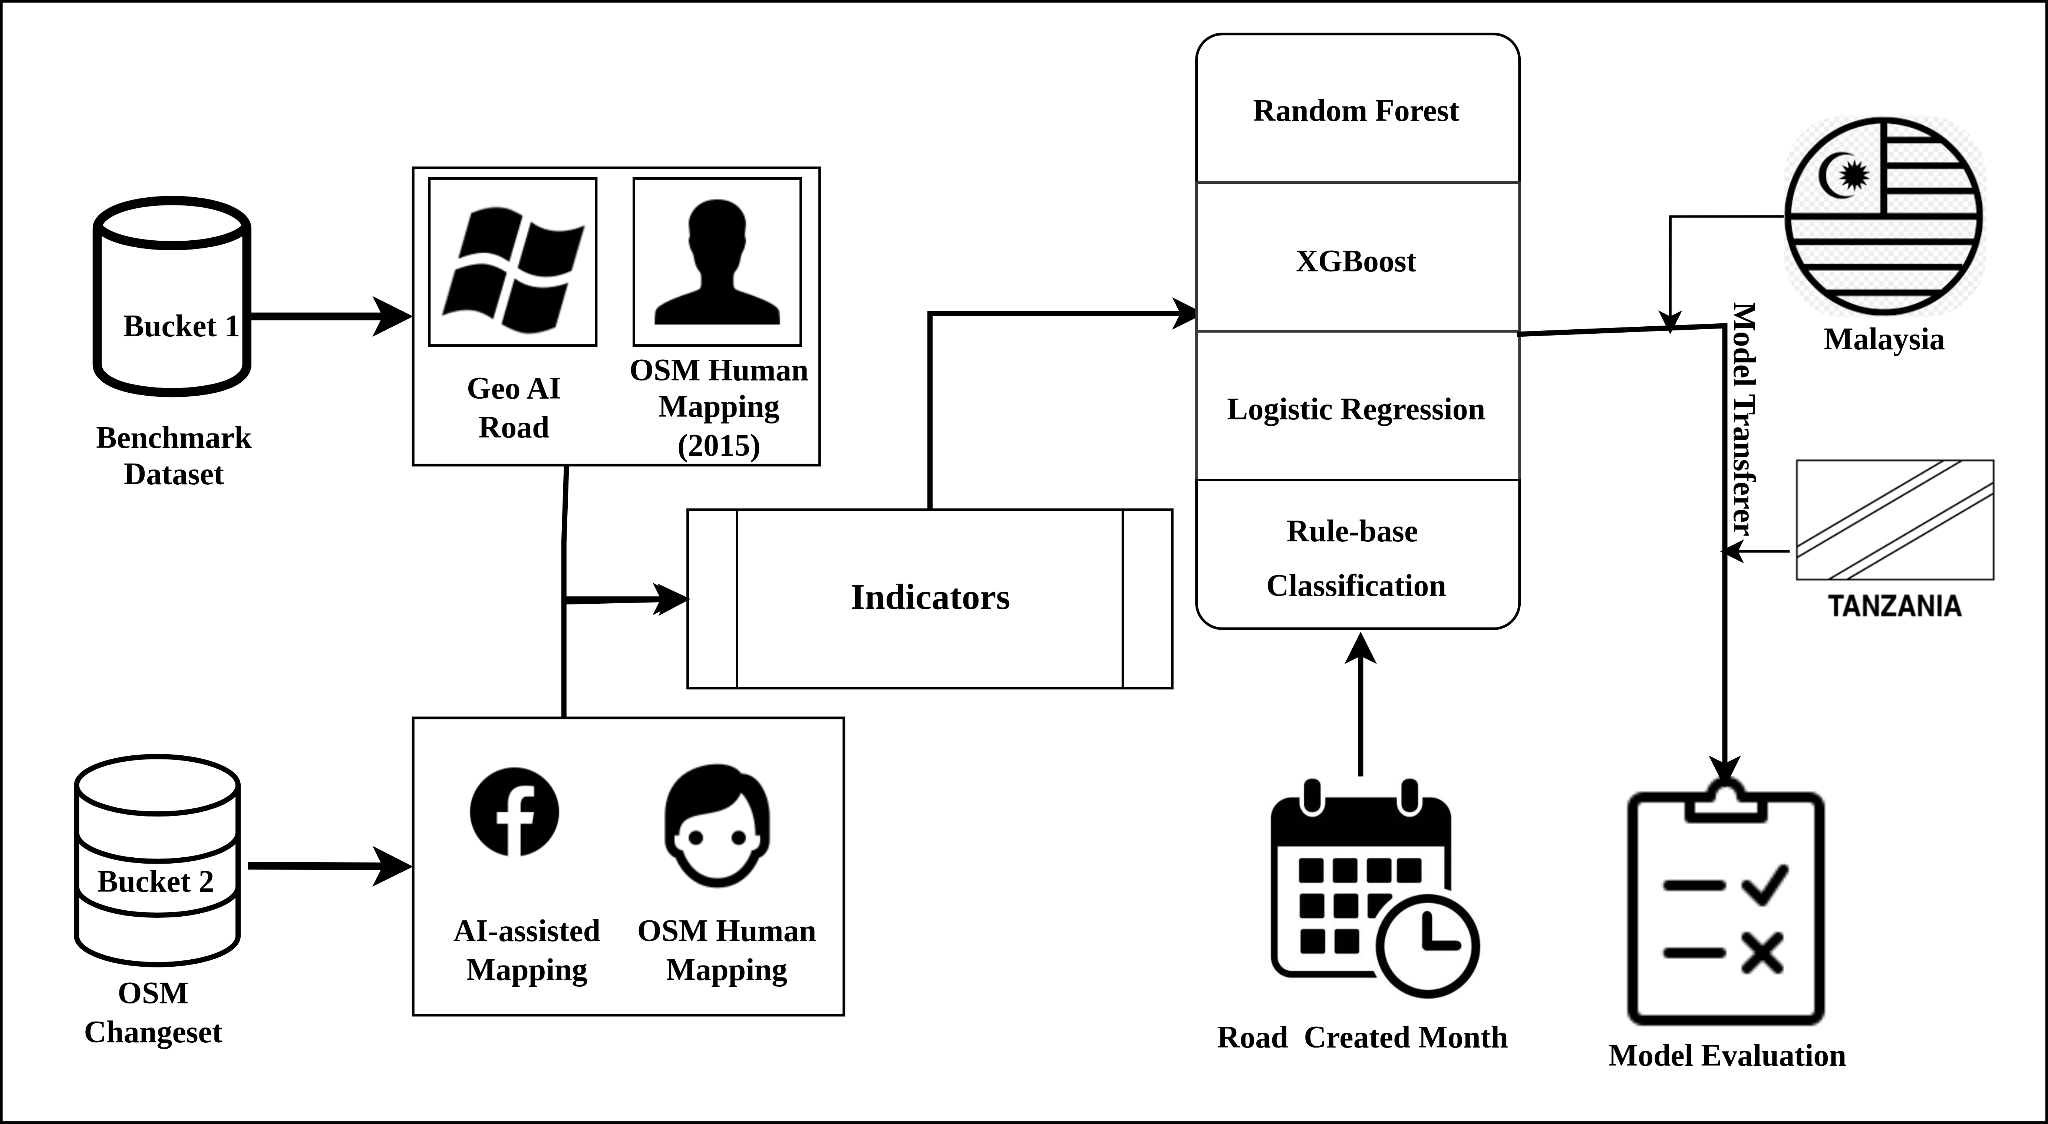 Bucket 1
Benchmark
Dataset
Geo AI
Road
OSM Human
Mapping
(2015)
Indicators
Bucket 2
OSM
Changeset
AI-assisted
Mapping
OSM Human
Mapping
Random Forest
XGBoost
Logistic Regression
Rule-base
Classification
Road  Created Month
Malaysia
Model Transferer
TANZANIA
Model Evaluation